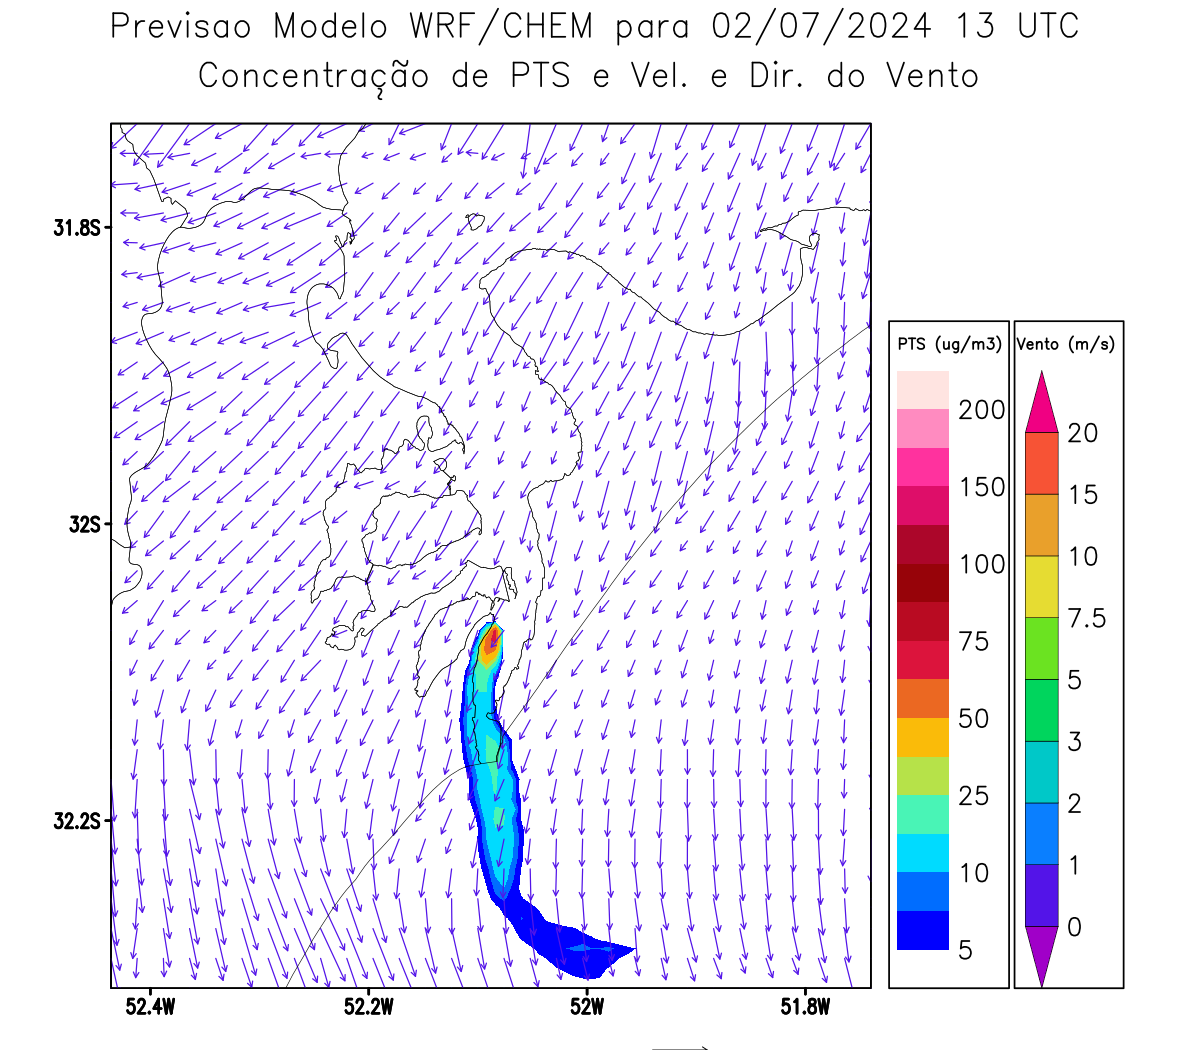 Previsao Modelo WRF/CHEM para 02/07/2024 13 UTC
Concentração de PTS e Vel. e Dir. do Vento
31.8S
32S
32.2S
52.4W 52.2W 52W 51.8W
PTS (ug/m3)
200
150
100
75
50
25
10
5
Vento (m/s)
20
15
10
7.5
5
3
2
1
0